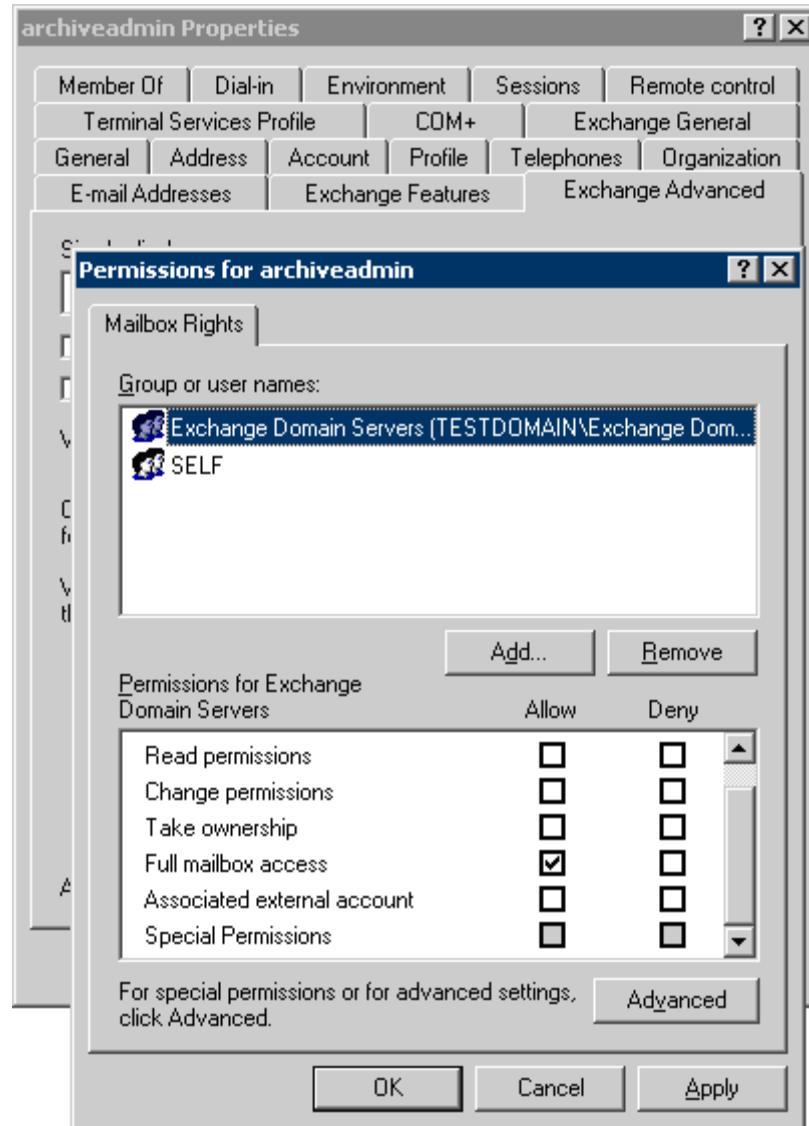 archiveadmin Properties
Member Of Dial-in Environment Sessions Remote control
Terminal Services Profile COM+ Exchange General
General Address Account Profile Telephones Organization
E-mail Addresses Exchange Features Exchange Advanced
Permissions for archiveadmin
Mailbox Rights
Group or user names:
Exchange Domain Servers (TESTDOMAIN\Exchange Dom...
SELF
Add... Remove
Permissions for Exchange
Domain Servers Allow Deny
Read permissions
Change permissions
Take ownership
Full mailbox access
Associated external account
Special Permissions
For special permissions or for advanced settings,
click Advanced.
Advanced
OK Cancel Apply